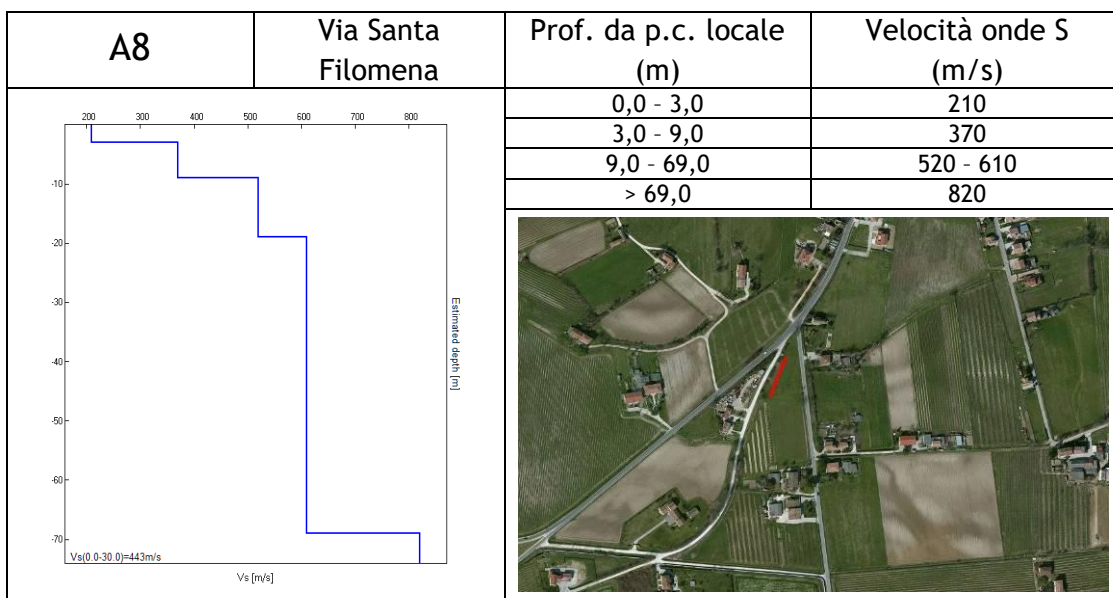 A8
Via Santa
Filomena
Prof. da p.c. locale
(m)
Velocità onde S
(m/s)
0,0 – 3,0
210
3,0 – 9,0
370
9,0 – 69,0
520 – 610
> 69,0
820
200 300 400 500 600 700 800
-10
-20
-30
-40
-50
-60
-70
Estimated depth [m]
Vs(0.0-30.0)=443m/s
Vs [m/s]